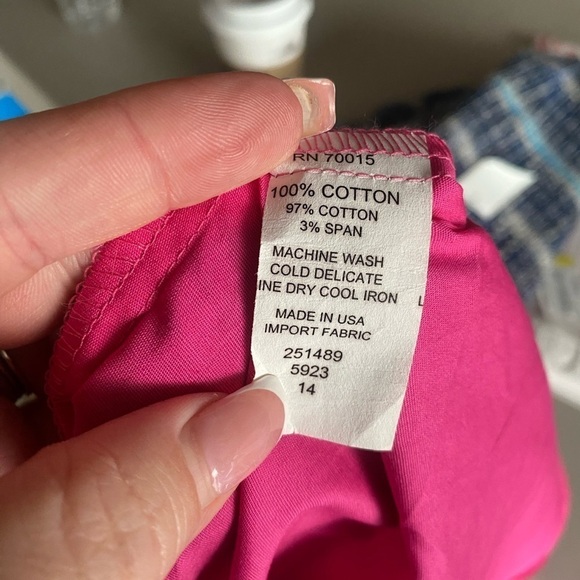 RN 70015
100% COTTON
97% COTTON
3% SPAN
MACHINE WASH
COLD DELICATE
INE DRY COOL IRON L
MADE IN USA
IMPORT FABRIC
251489
5923
14